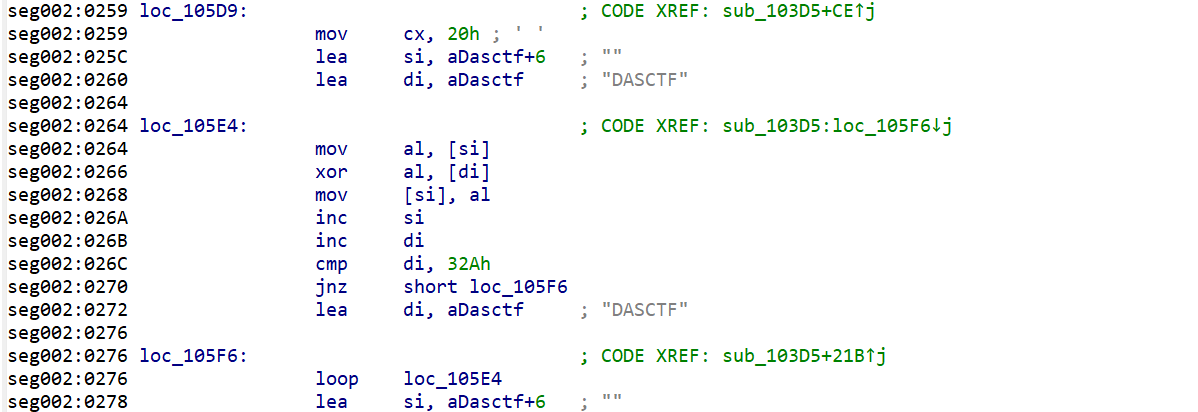 seg002:0259 loc_105D9: ; CODE XREF: sub_103D5+CE↑j
seg002:0259 mov cx, 20h ; ' '
seg002:025C lea si, aDasctf+6 ; ""
seg002:0260 lea di, aDasctf ; "DASCTF"
seg002:0264
seg002:0264 loc_105E4: ; CODE XREF: sub_103D5:loc_105F6↓j
seg002:0264 mov al, [si]
seg002:0266 xor al, [di]
seg002:0268 mov [si], al
seg002:026A inc si
seg002:026B inc di
seg002:026C cmp di, 32Ah
seg002:0270 jnz short loc_105F6
seg002:0272 lea di, aDasctf ; "DASCTF"
seg002:0276
seg002:0276 loc_105F6: ; CODE XREF: sub_103D5+21B↑j
seg002:0276 loop loc_105E4
seg002:0278 lea si, aDasctf+6 ; ""